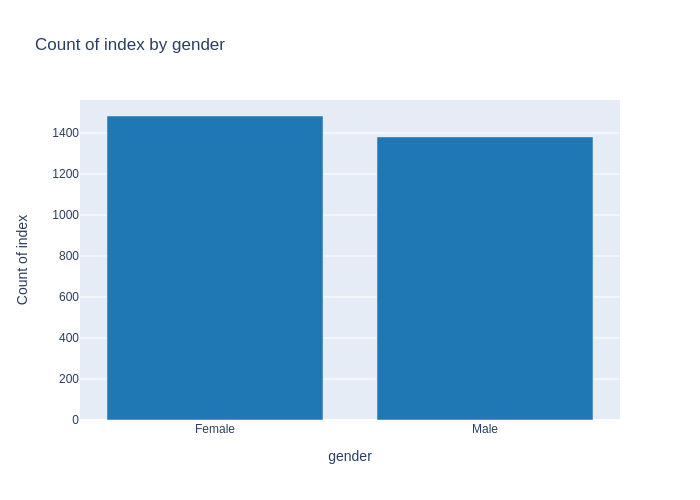 Count of index by gender
Count of index
1400
1200
1000
800
600
400
200
0
Female
Male
gender